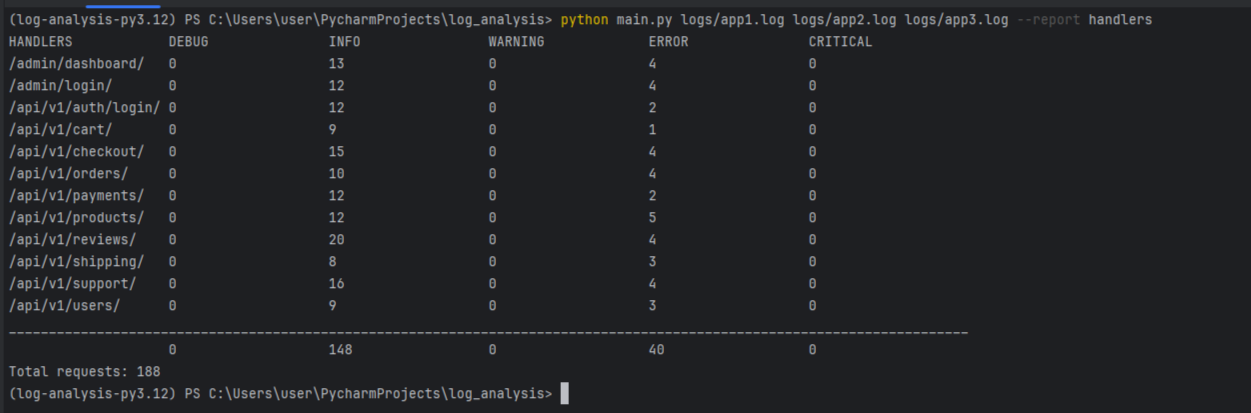 (log-analysis-py3.12) PS C:\Users\user\PycharmProjects\log_analysis> python main.py logs/app1.log logs/app2.log logs/app3.log --report handlers
HANDLERS DEBUG INFO WARNING ERROR CRITICAL
/admin/dashboard/ 0 13 0 4 0
/admin/login/ 0 12 0 4 0
/api/v1/auth/login/ 0 12 0 2 0
/api/v1/cart/ 0 9 0 1 0
/api/v1/checkout/ 0 15 0 4 0
/api/v1/orders/ 0 10 0 4 0
/api/v1/payments/ 0 12 0 2 0
/api/v1/products/ 0 12 0 5 0
/api/v1/reviews/ 0 20 0 4 0
/api/v1/shipping/ 0 8 0 3 0
/api/v1/support/ 0 16 0 4 0
/api/v1/users/ 0 9 0 3 0
________________________________________________________________________________________________________________________
0 148 0 40 0
Total requests: 188
(log-analysis-py3.12) PS C:\Users\user\PycharmProjects\log_analysis>